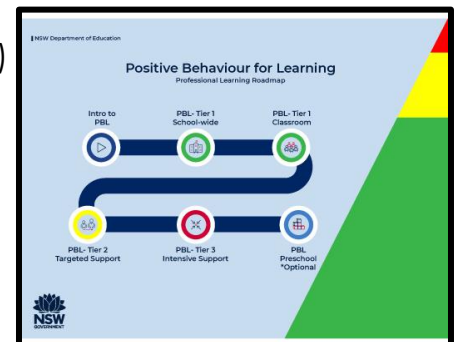 )
NSW Department of Education
Positive Behaviour for Learning
Professional Learning Roadmap
Intro to
PBL
PBL- Tier 1
School-wide
PBL- Tier 1
Classroom
PBL- Tier 2
Targeted Support
PBL- Tier 3
Intensive Support
PBL
Preschool
*Optional
NSW
GOVERNMENT